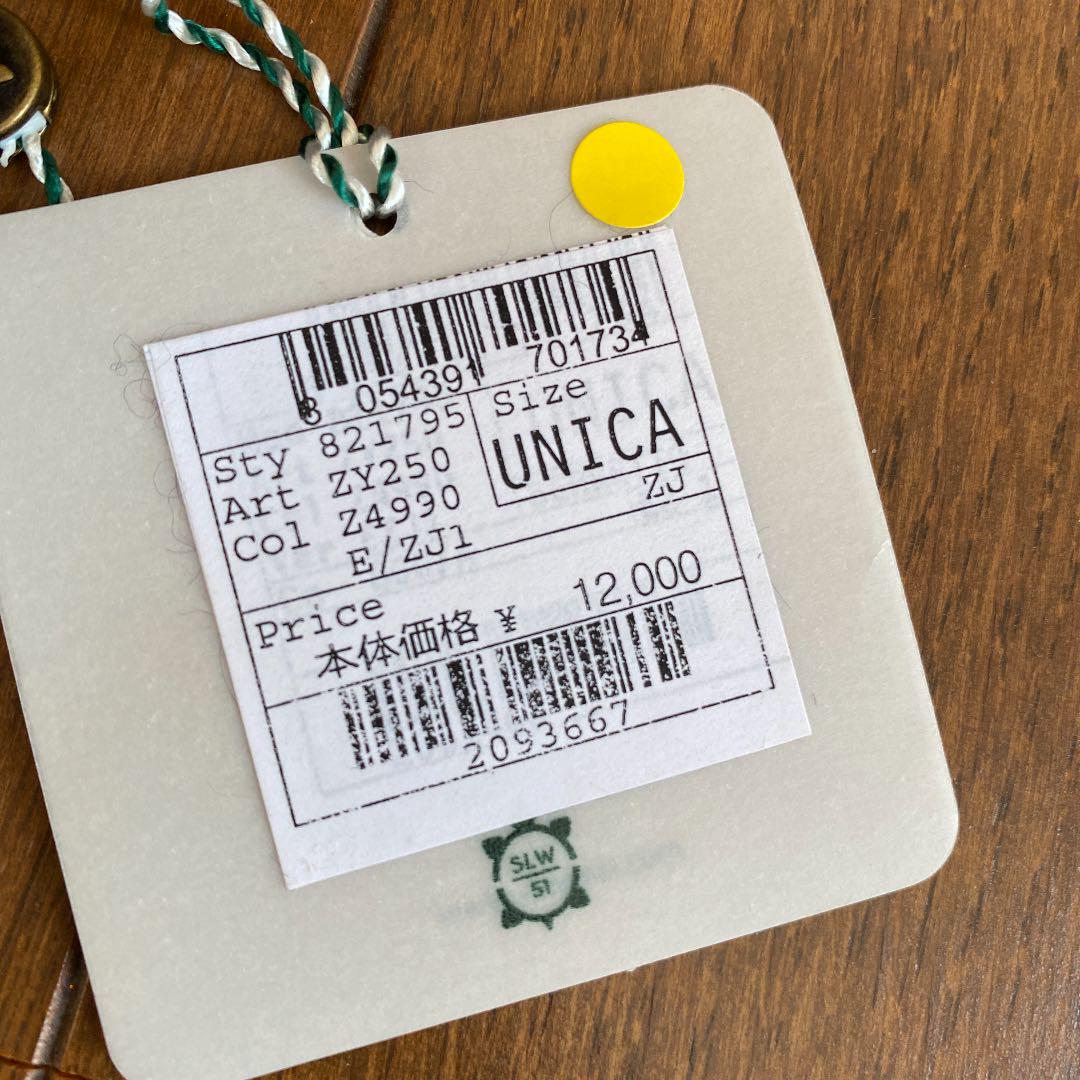 8 054391 701734
Sty 821795
Art ZY250
Col Z4990
E/ZJ1
Size
UNICA
ZJ
Price
本体価格 ¥ 12,000
2093667
SLW
51